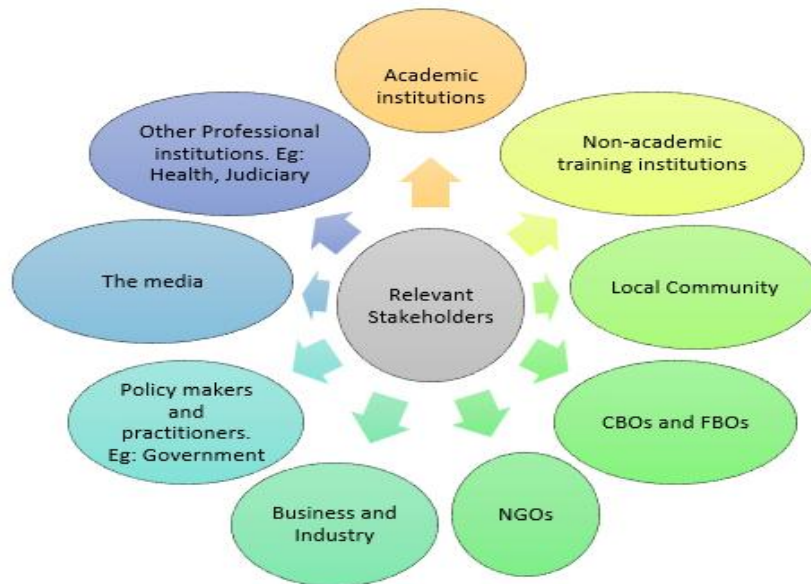 Academic
institutions
Non-academic
training institutions
Local Community
CBOs and FBOs
NGOs
Business and
Industry
Policy makers
and
practitioners.
Eg: Government
The media
Other Professional
institutions. Eg:
Health, Judiciary
Relevant
Stakeholders